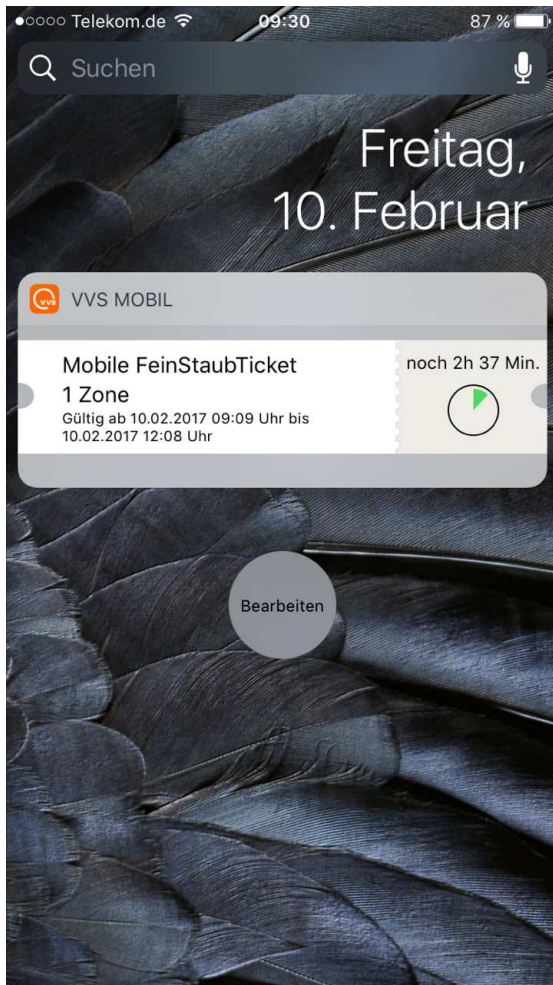 Telekom.de 09:30 87 %
Suchen
Freitag,
10. Februar
VVS VVS MOBIL
Mobile FeinStaubTicket
1 Zone
Gültig ab 10.02.2017 09:09 Uhr bis
10.02.2017 12:08 Uhr
noch 2h 37 Min.
Bearbeiten